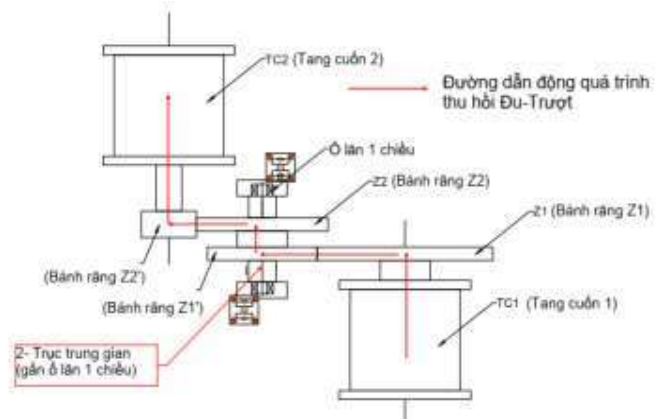 TC2 (Tang cuốn 2)
Đường dẫn động quá trình
thu hồi Đu-Trượt
Ổ lăn 1 chiều
Z2 (Bánh răng Z2)
Z1 (Bánh răng Z1)
(Bánh răng Z2')
(Bánh răng Z1')
TC1 (Tang cuốn 1)
2- Trục trung gian
(gắn ổ lăn 1 chiều)